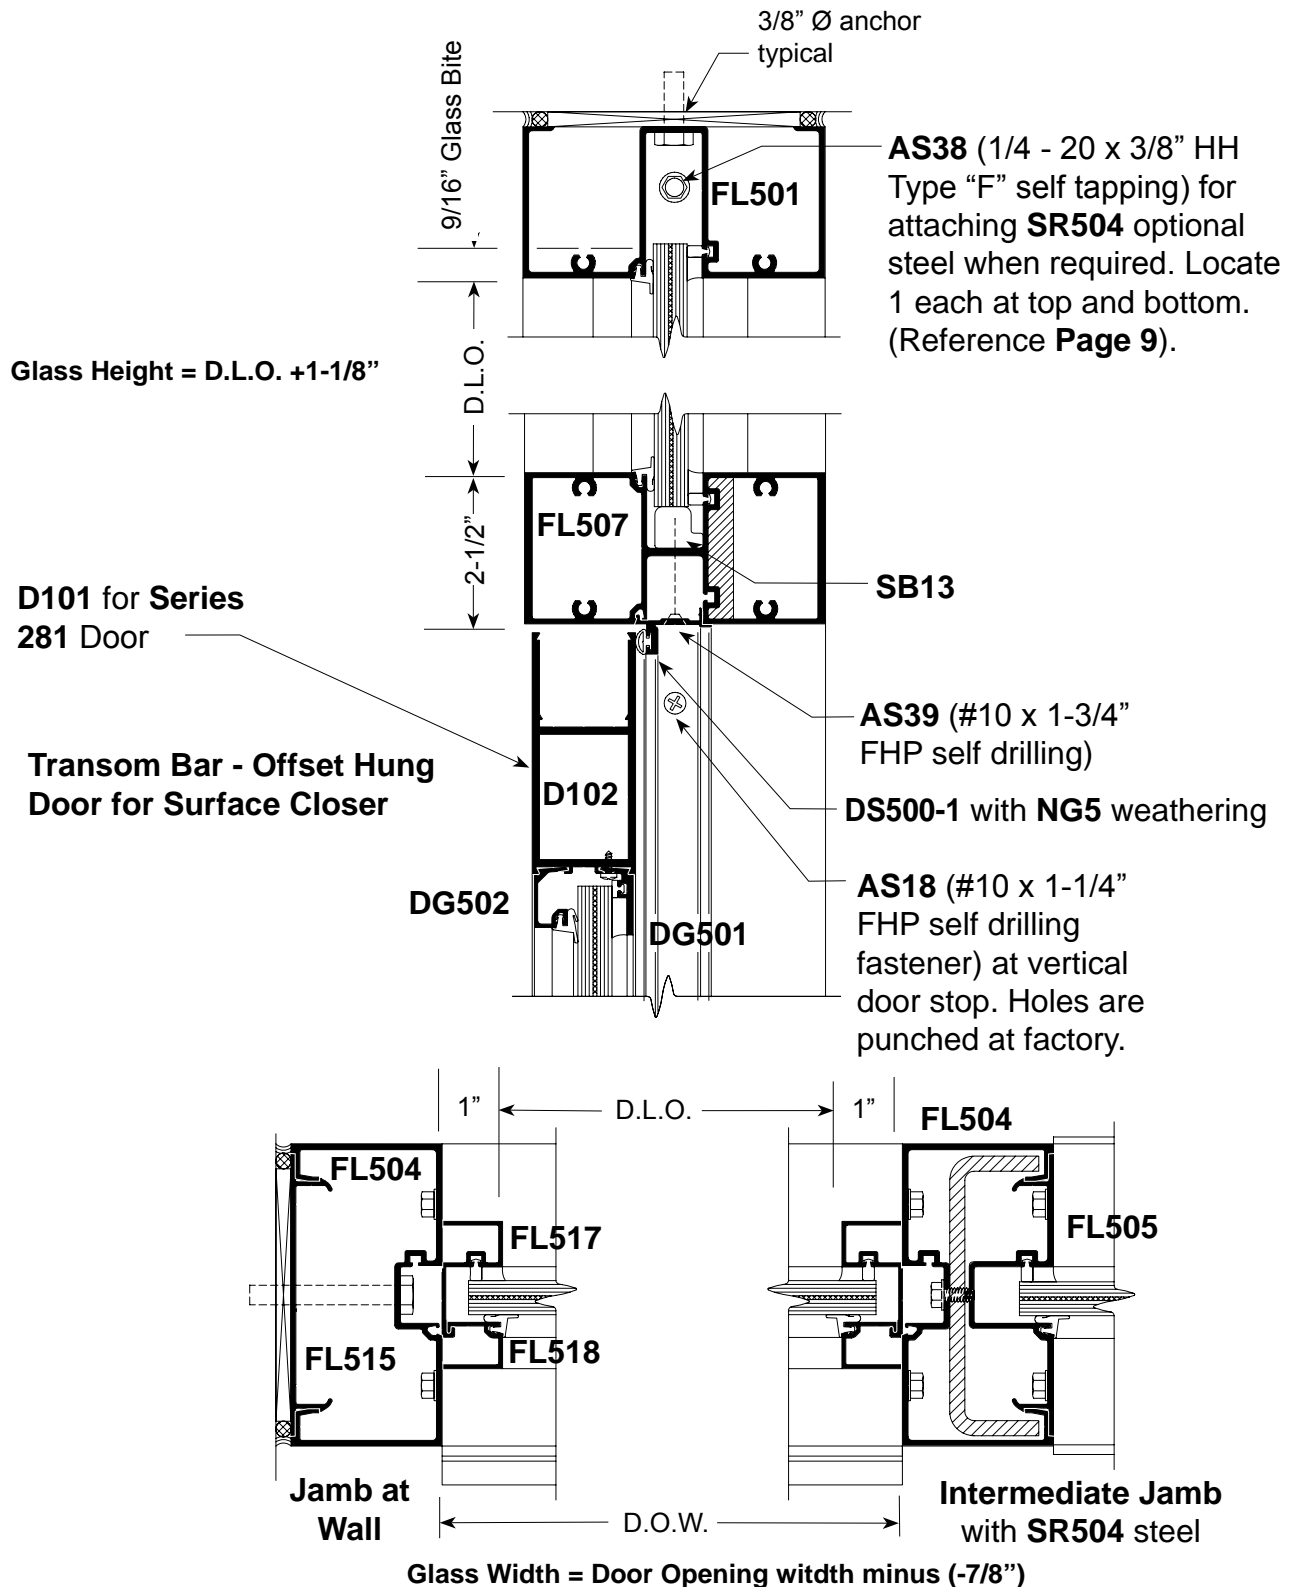 3/8” Ø anchor
typical
9/16” Glass Bite
AS38 (1/4 - 20 x 3/8” HH
Type “F” self tapping) for
attaching SR504 optional
steel when required. Locate
1 each at top and bottom.
(Reference Page 9).
FL501
Glass Height = D.L.O. +1-1/8”
D.L.O.
2-1/2”
FL507
SB13
D101 for Series
281 Door
AS39 (#10 x 1-3/4”
FHP self drilling)
Transom Bar - Offset Hung
Door for Surface Closer
D102
DS500-1 with NG5 weathering
AS18 (#10 x 1-1/4”
FHP self drilling
fastener) at vertical
door stop. Holes are
punched at factory.
DG502
DG501
1”
D.L.O.
1”
FL504
FL504
FL517
FL505
FL515
FL518
Jamb at
Wall
D.O.W.
Intermediate Jamb
with SR504 steel
Glass Width = Door Opening witdth minus (-7/8”)